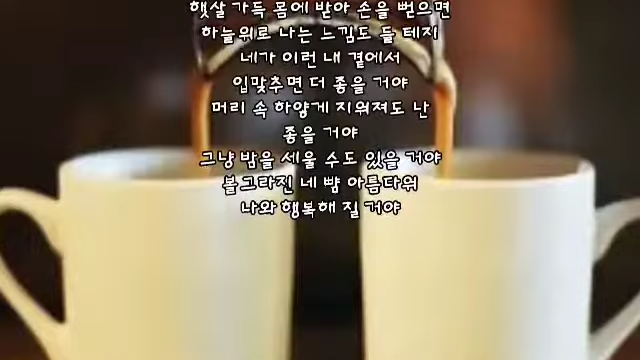 햇살 가득 몸에 받아 손을 뻗으면
하늘위로 나는 느낌도 들 테지
네가 이런 내 곁에서
입맞추면 더 좋을 거야
머리 속 하얗게 지워져도 난
좋을 거야
그냥 밤을 세울 수도 있을 거야
볼그라진 네 뺨 아름다워
나와 행복해 질 거야